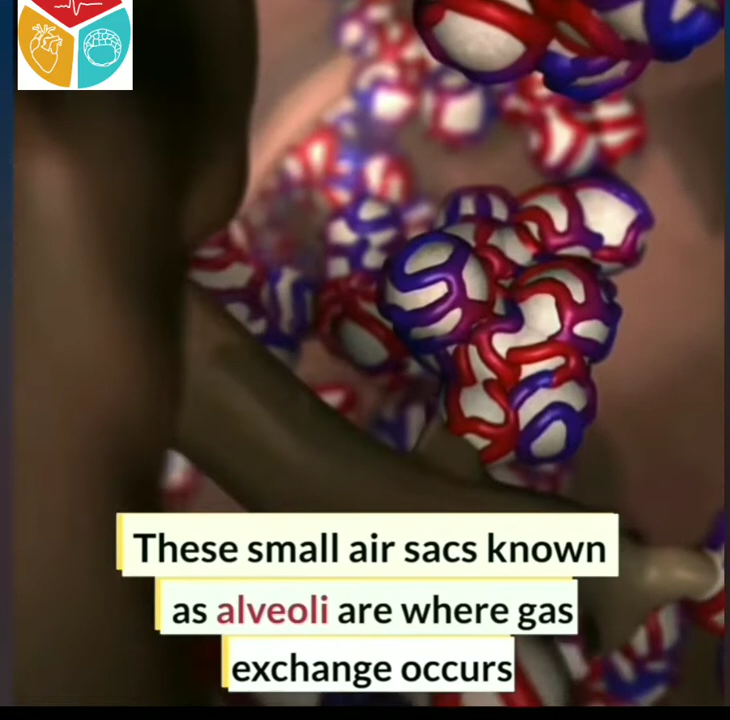 These small air sacs known
as alveoli are where gas
exchange occurs